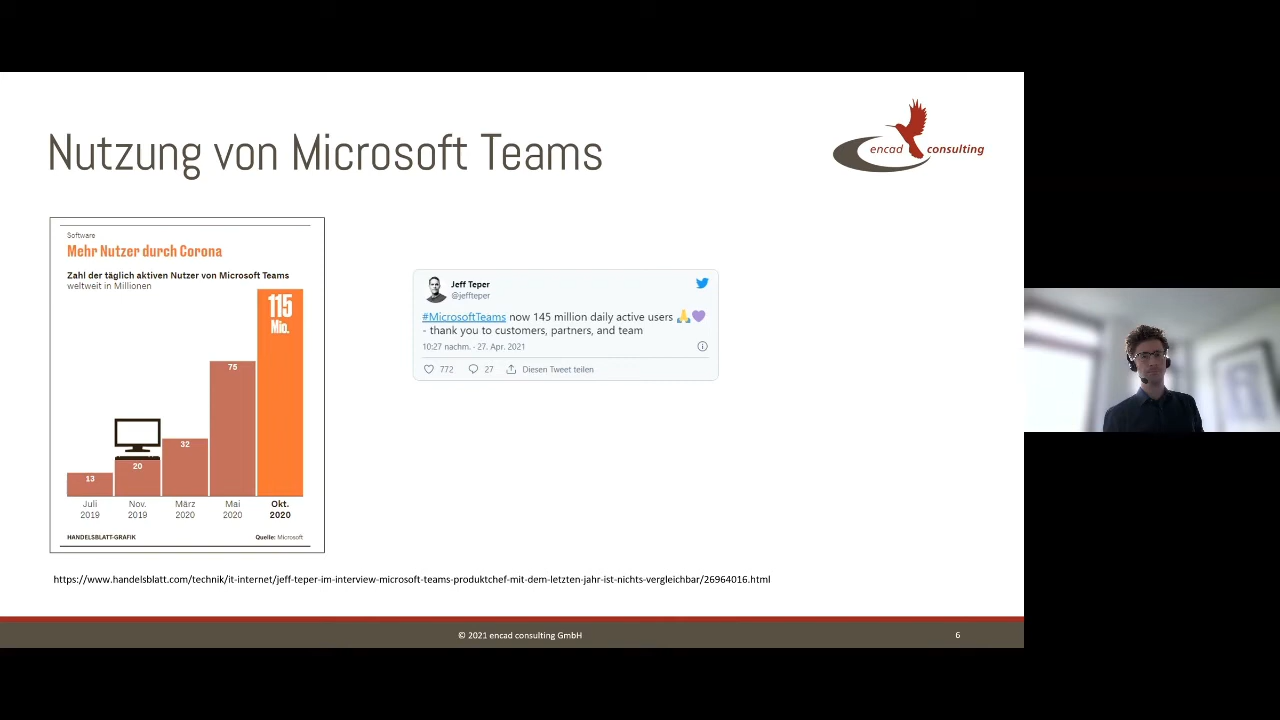 Nutzung von Microsoft Teams
encad consulting
Software
Mehr Nutzer durch Corona
Zahl der täglich aktiven Nutzer von Microsoft Teams
weltweit in Millionen
115
Mio.
75
32
20
13
Juli Nov. März Mai Okt.
2019 2019 2020 2020 2020
HANDELSBLATT-GRAFIK Quelle: Microsoft
Jeff Teper
@jeffteper
#MicrosoftTeams now 145 million daily active users 🙏💜
- thank you to customers, partners, and team
10:27 nachm. · 27. Apr. 2021
772 27 Diesen Tweet teilen
https://www.handelsblatt.com/technik/it-internet/jeff-teper-im-interview-microsoft-teams-produktchef-mit-dem-letzten-jahr-ist-nichts-vergleichbar/26964016.html
© 2021 encad consulting GmbH
6